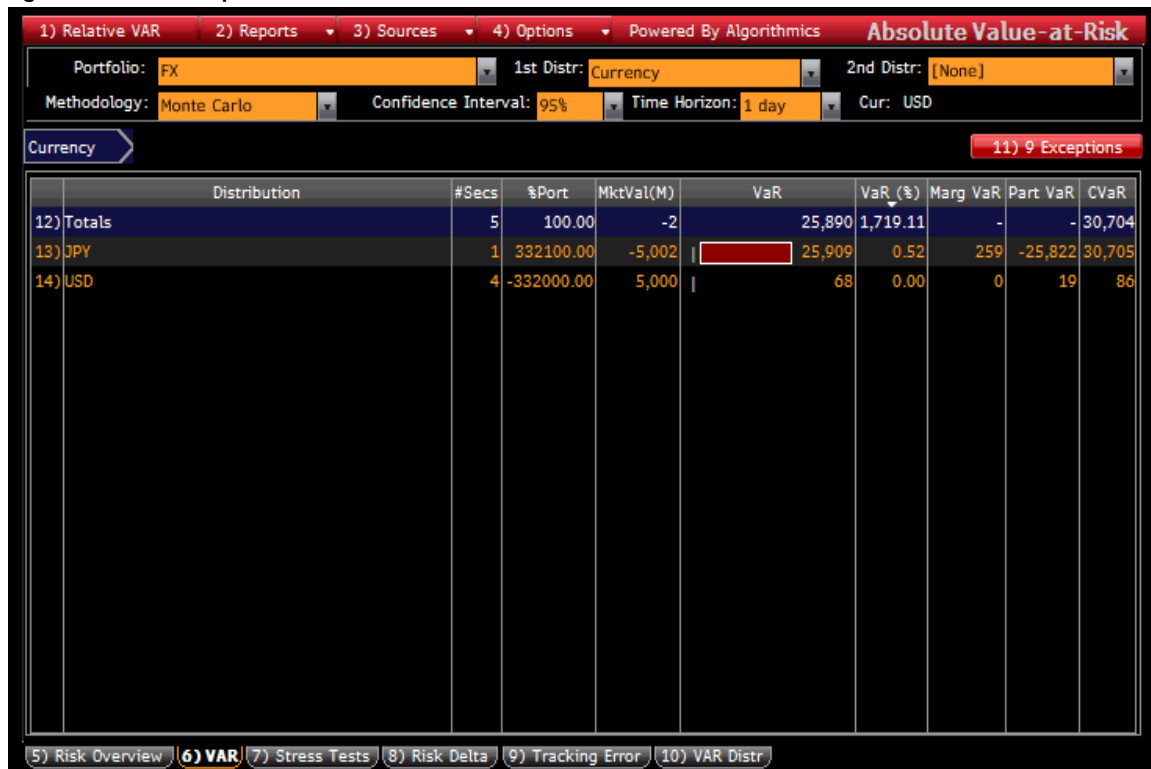 1) Relative VAR 2) Reports 3) Sources 4) Options Powered By Algorithmics Absolute Value-at-Risk
Portfolio: FX 1st Distr: Currency 2nd Distr: [None]
Methodology: Monte Carlo Confidence Interval: 95% Time Horizon: 1 day Cur: USD
Currency 11) 9 Exceptions
Distribution #Secs %Port MktVal(M) VaR VaR (%) Marg VaR Part VaR CVaR
12) Totals 5 100.00 -2 25,890 1,719.11 - - 30,704
13) JPY 1 332100.00 -5,002 25,909 0.52 259 -25,822 30,705
14) USD 4 -332000.00 5,000 68 0.00 0 19 86
5) Risk Overview 6) VAR 7) Stress Tests 8) Risk Delta 9) Tracking Error 10) VAR Distr